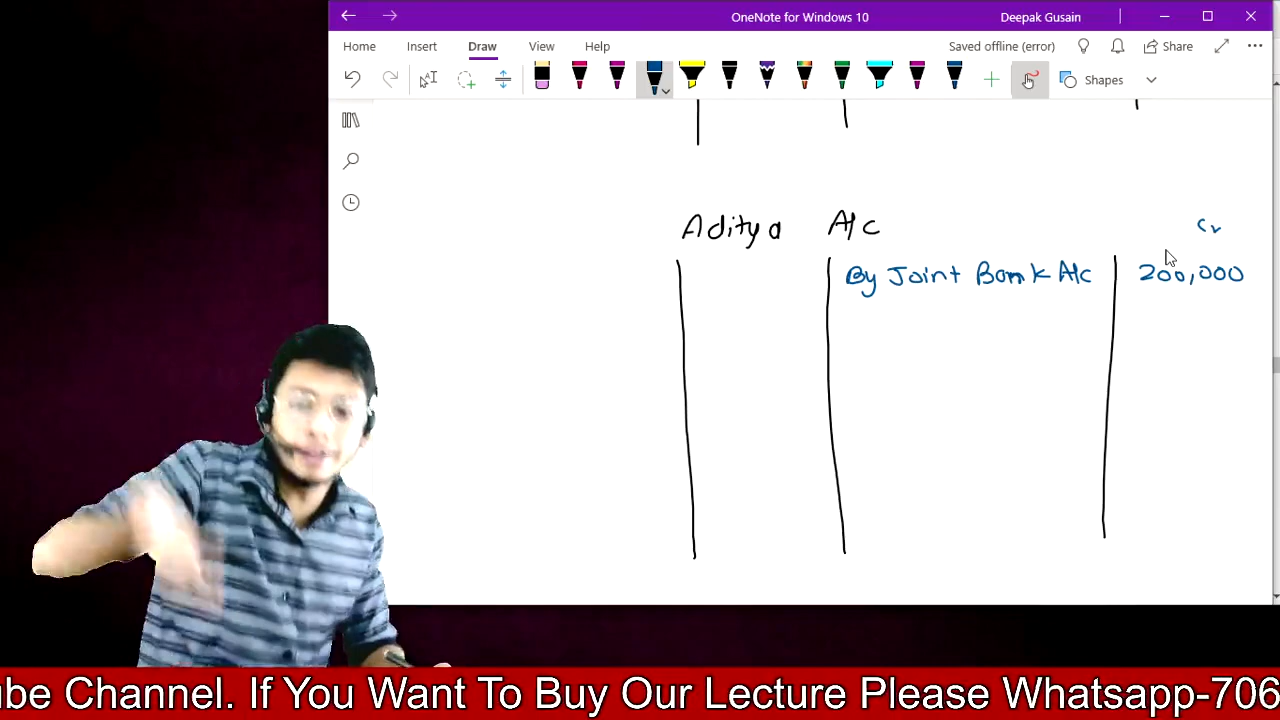 OneNote for Windows 10
Deepak Gusain
Home Insert Draw View Help
Saved offline (error)
Share
Shapes
Aditya A/c
Cr
By Joint Bank A/c 200,000
ube Channel. If You Want To Buy Our Lecture Please Whatsapp-706